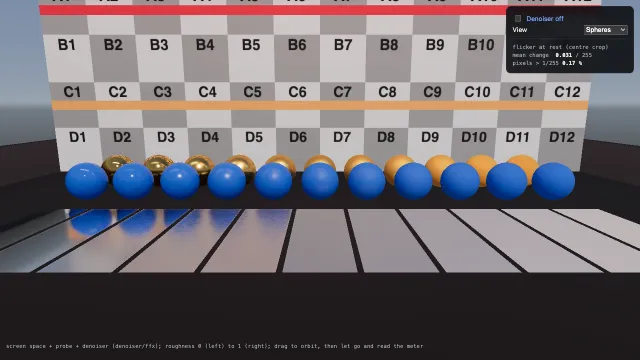 Denoiser off
View Spheres
flicker at rest (centre crop)
mean change 0.031 / 255
pixels > 1/255 0.17 %
B1 B2 B3 B4 B5 B6 B7 B8 B9 B10
C1 C2 C3 C4 C5 C6 C7 C8 C9 C10 C11 C12
D1 D2 D3 D4 D5 D6 D7 D8 D9 D10 D11 D12
screen space + probe + denoiser (denoiser/ffx); roughness 0 (left) to 1 (right); drag to orbit, then let go and read the meter